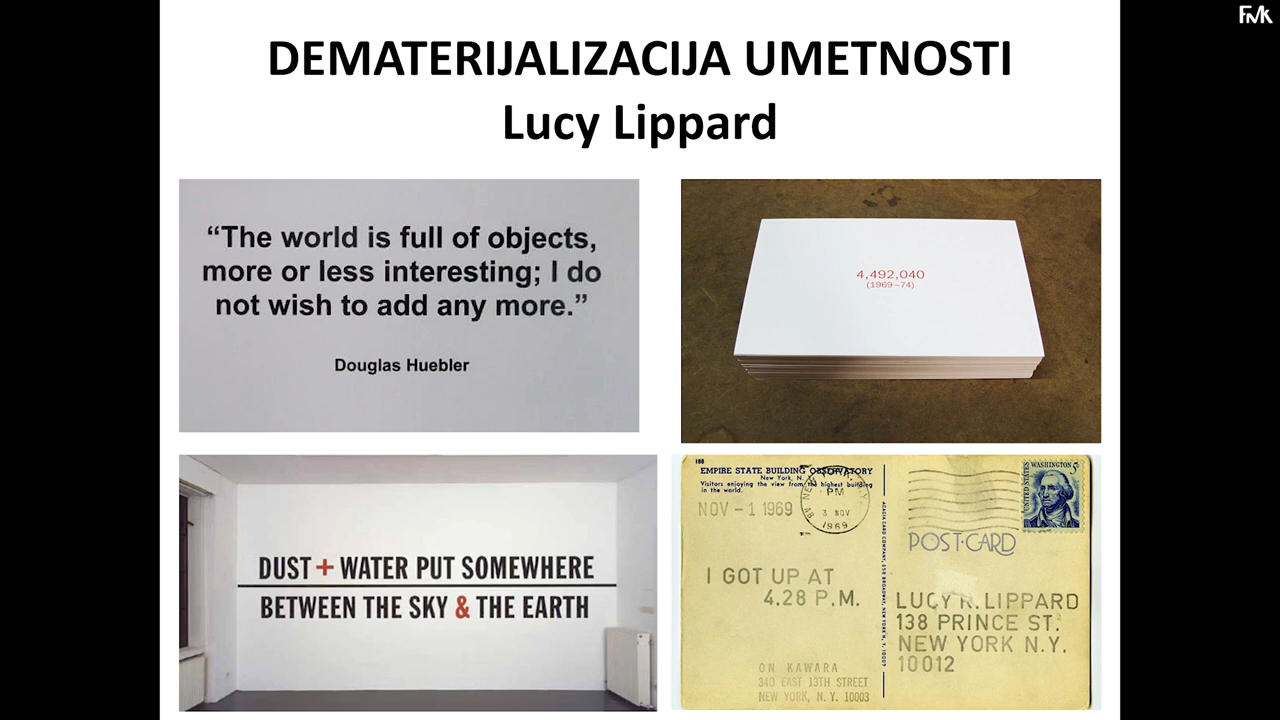 FMK
DEMATERIJALIZACIJA UMETNOSTI
Lucy Lippard
“The world is full of objects,
more or less interesting; I do
not wish to add any more.”
Douglas Huebler
4,492,040
(1969–74)
DUST + WATER PUT SOMEWHERE
BETWEEN THE SKY & THE EARTH
188
EMPIRE STATE BUILDING OBSERVATORY
New York, N.
Visitors enjoying the view from the highest building
in the world.
NOV - 1 1969
PM
3 NOV
1969
I GOT UP AT
4.28 P.M.
ON KAWARA
340 EAST 13TH STREET
NEW YORK, N. Y. 10003
UNITED STATES
WASHINGTON 5¢
POST-CARD
LUCY R. LIPPARD
138 PRINCE ST.
NEW YORK N.Y.
10012